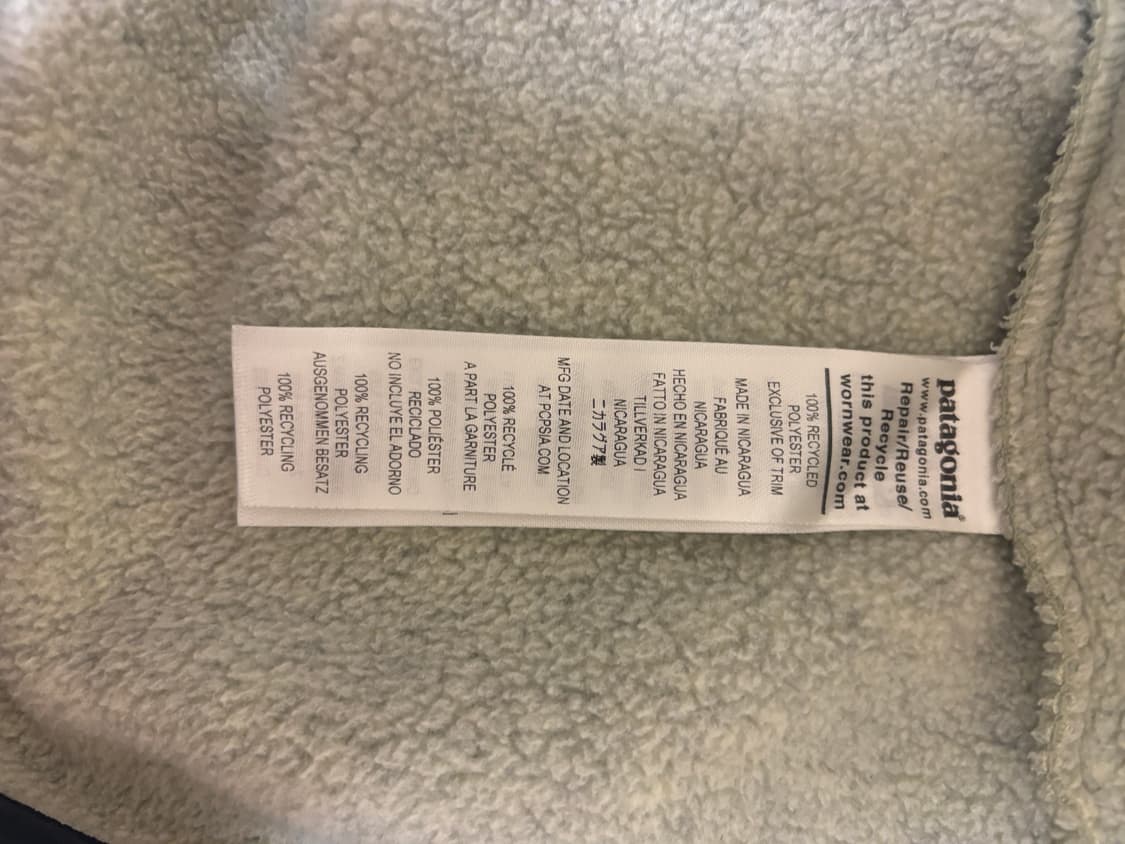 patagonia®
www.patagonia.com
Repair/Reuse/
Recycle
this product at
wornwear.com
100% RECYCLED
POLYESTER
EXCLUSIVE OF TRIM
MADE IN NICARAGUA
FABRIQUÉ AU
NICARAGUA
HECHO EN NICARAGUA
FATTO IN NICARAGUA
TILLVERKAD I
NICARAGUA
ニカラグア製
MFG DATE AND LOCATION
AT POPSIA.COM
100% RECYCLÉ
POLYESTER
A PART LA GARNITURE
100% POLIÉSTER
RECICLADO
NO INCLUYE EL ADORNO
100% RECYCLING
POLYESTER
AUSGENOMMEN BESATZ
100% RECYCLING
POLYESTER